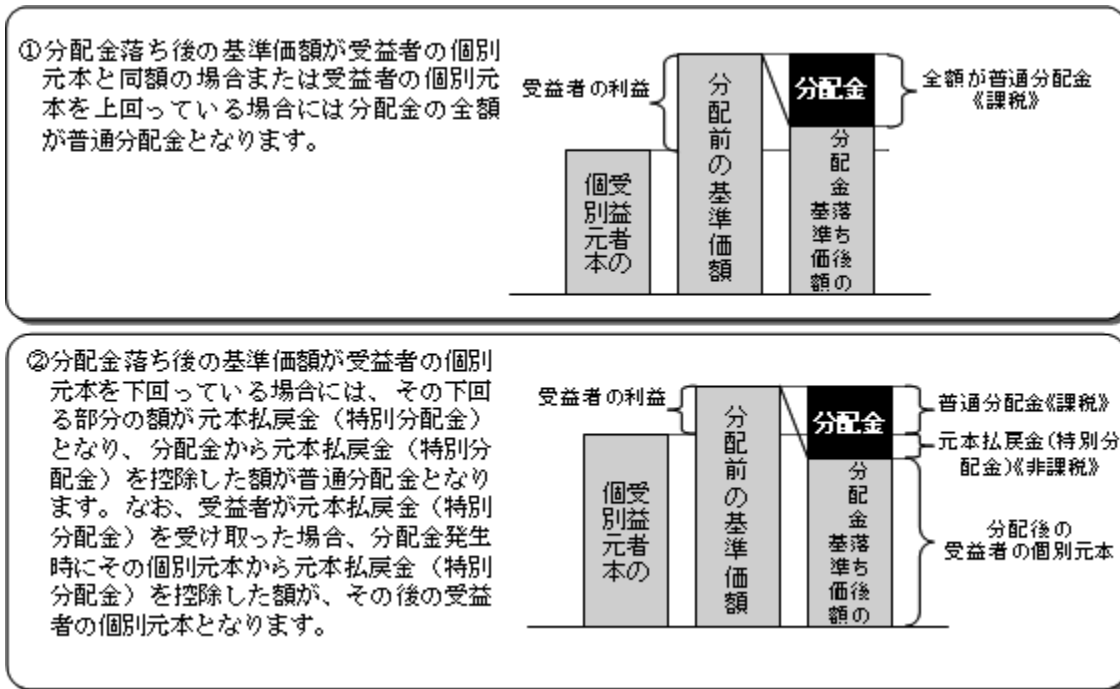 ①分配金落ち後の基準価額が受益者の個別
元本と同額の場合または受益者の個別元
本を上回っている場合には分配金の全額
が普通分配金となります。
受益者の利益
分配前の基準価額
分配金
全額が普通分配金
《課税》
受益者の
個別元本
分配金落ち後の
基準価額
②分配金落ち後の基準価額が受益者の個別
元本を下回っている場合には、その下回
る部分の額が元本払戻金（特別分配金）
となり、分配金から元本払戻金（特別分
配金）を控除した額が普通分配金となり
ます。なお、受益者が元本払戻金（特別
分配金）を受け取った場合、分配金発生
時にその個別元本から元本払戻金（特別
分配金）を控除した額が、その後の受益
者の個別元本となります。
受益者の利益
分配前の基準価額
分配金
普通分配金《課税》
元本払戻金(特別分
配金)《非課税》
受益者の
個別元本
分配金落ち後の
基準価額
分配後の
受益者の個別元本